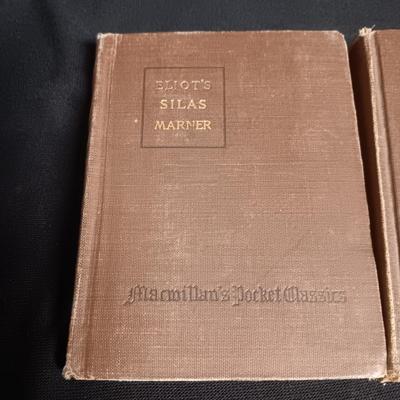 ELIOT'S
SILAS
MARNER
Macmillan's Pocket Classics